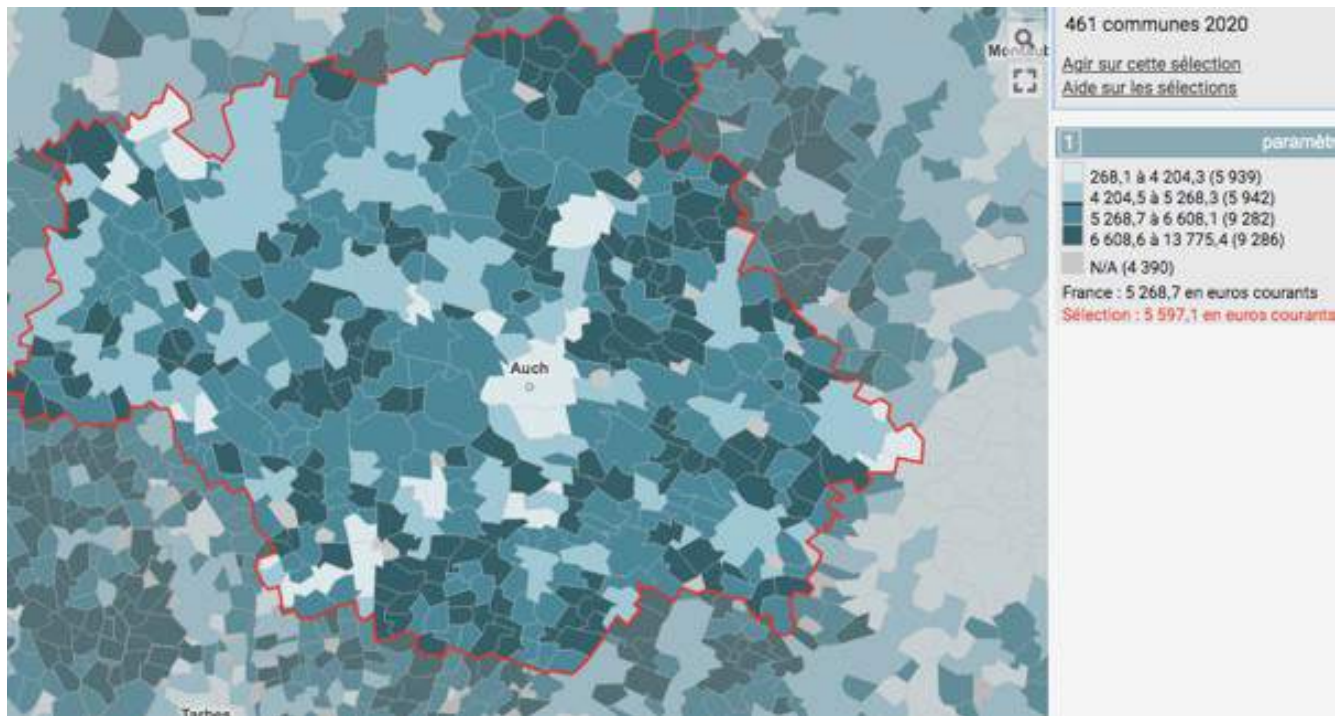 Auch
Tarbes
461 communes 2020
Agir sur cette sélection
Aide sur les sélections
1 paramèt
268,1 à 4 204,3 (5 939)
4 204,5 à 5 268,3 (5 942)
5 268,7 à 6 608,1 (9 282)
6 608,6 à 13 775,4 (9 286)
N/A (4 390)
France : 5 268,7 en euros courants
Sélection : 5 597,1 en euros courants